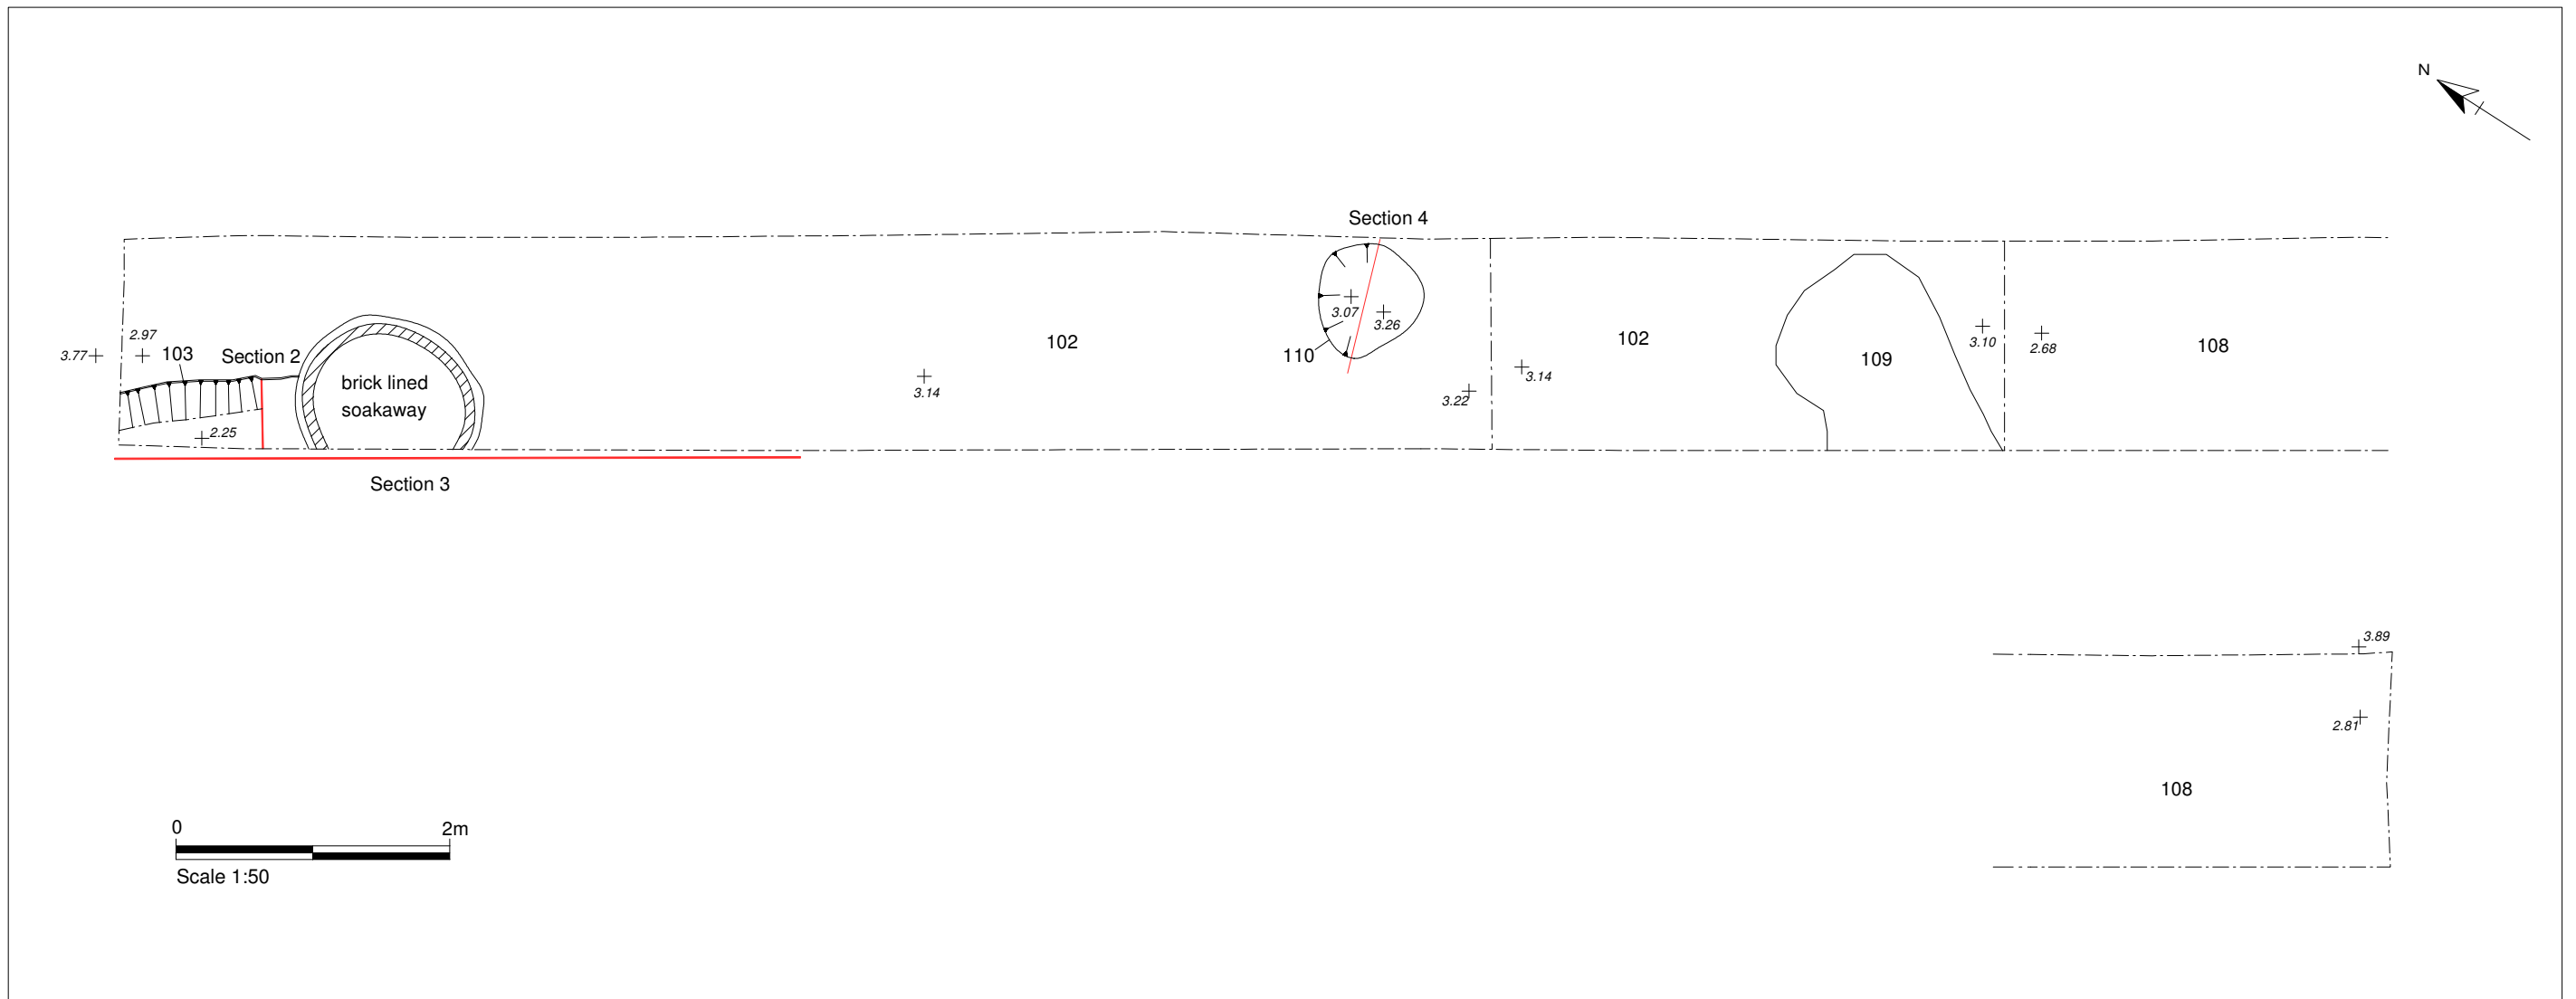 N
Section 4
2.97
3.77
103
Section 2
102
102
3.07
3.26
110
3.10
2.68
108
109
brick lined
soakaway
3.14
3.14
3.22
2.25
Section 3
3.89
2.81
108
0
2m
Scale 1:50